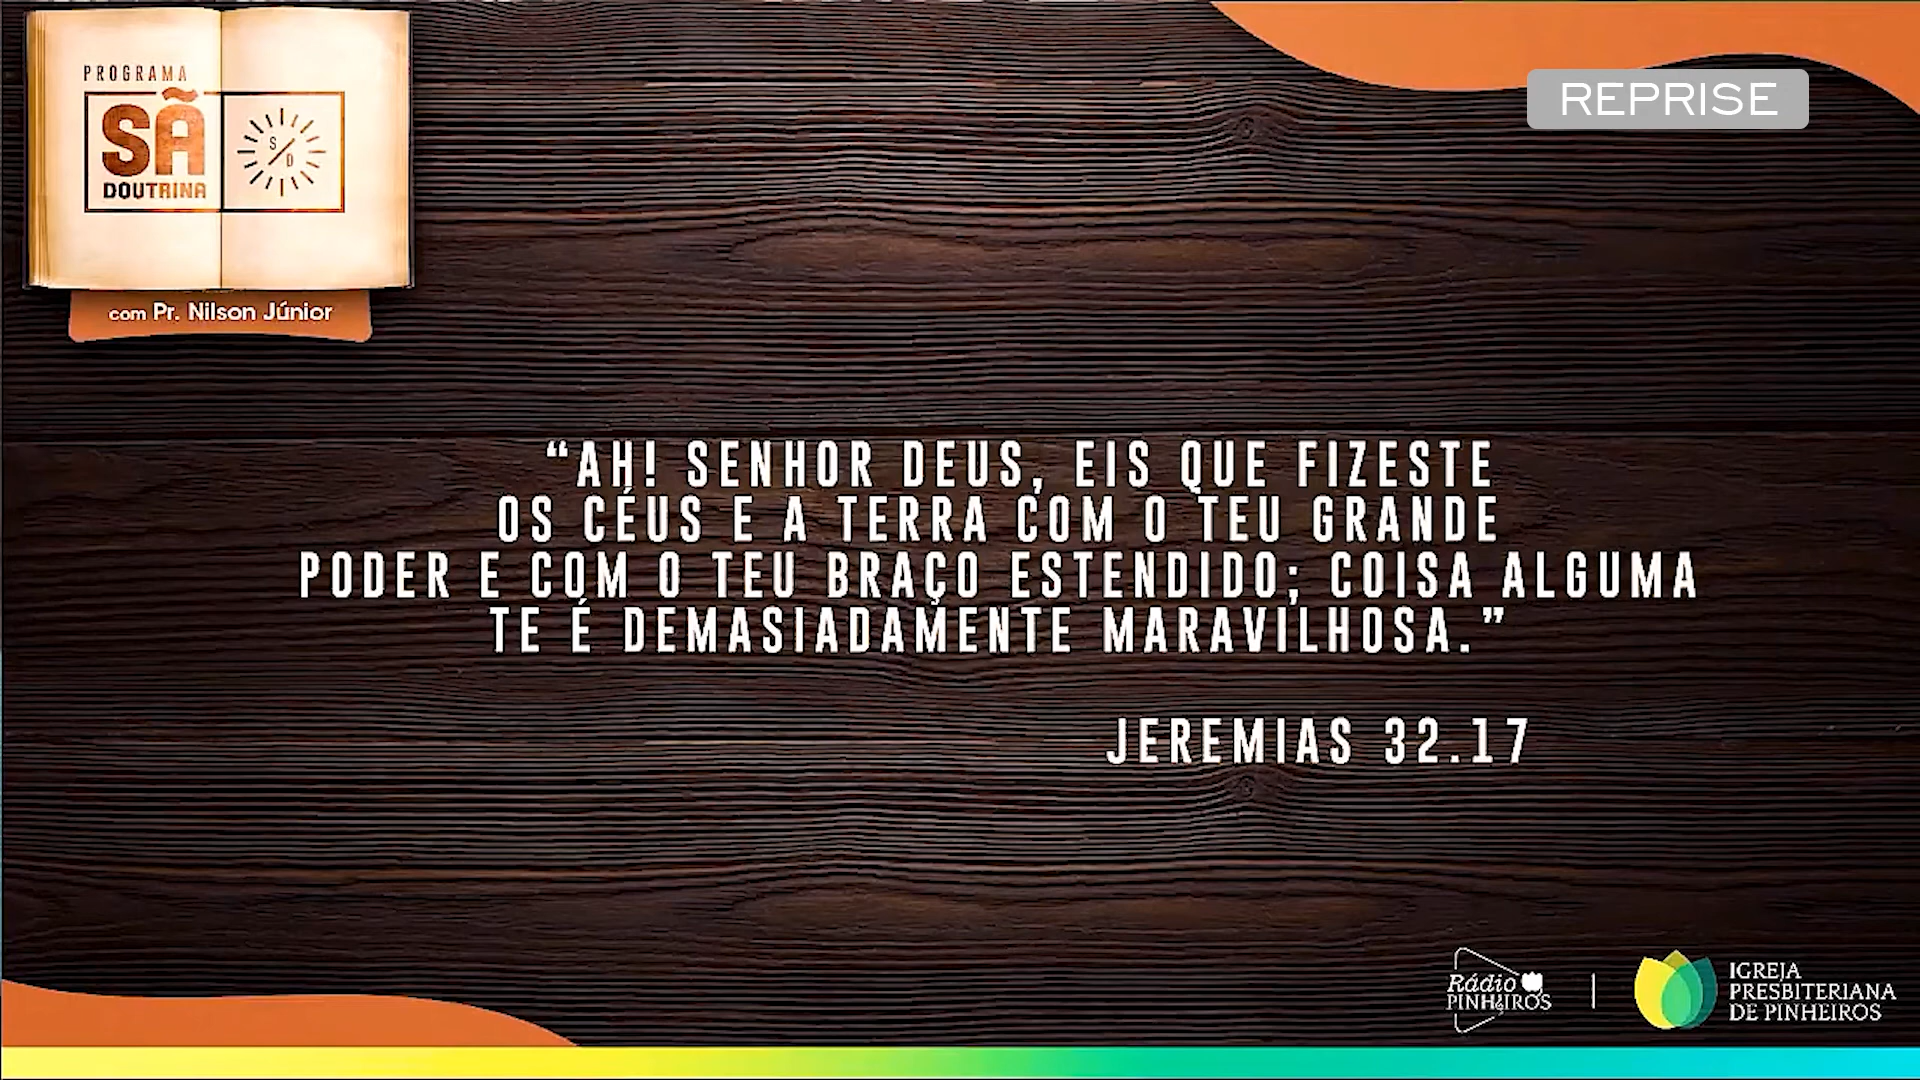 PROGRAMA
SÃ
DOUTRINA
S/D
com Pr. Nilson Júnior
REPRISE
“AH! SENHOR DEUS, EIS QUE FIZESTE
OS CÉUS E A TERRA COM O TEU GRANDE
PODER E COM O TEU BRAÇO ESTENDIDO; COISA ALGUMA
TE É DEMASIADAMENTE MARAVILHOSA.”
JEREMIAS 32.17
Rádio
PINHEIROS
IGREJA
PRESBITERIANA
DE PINHEIROS